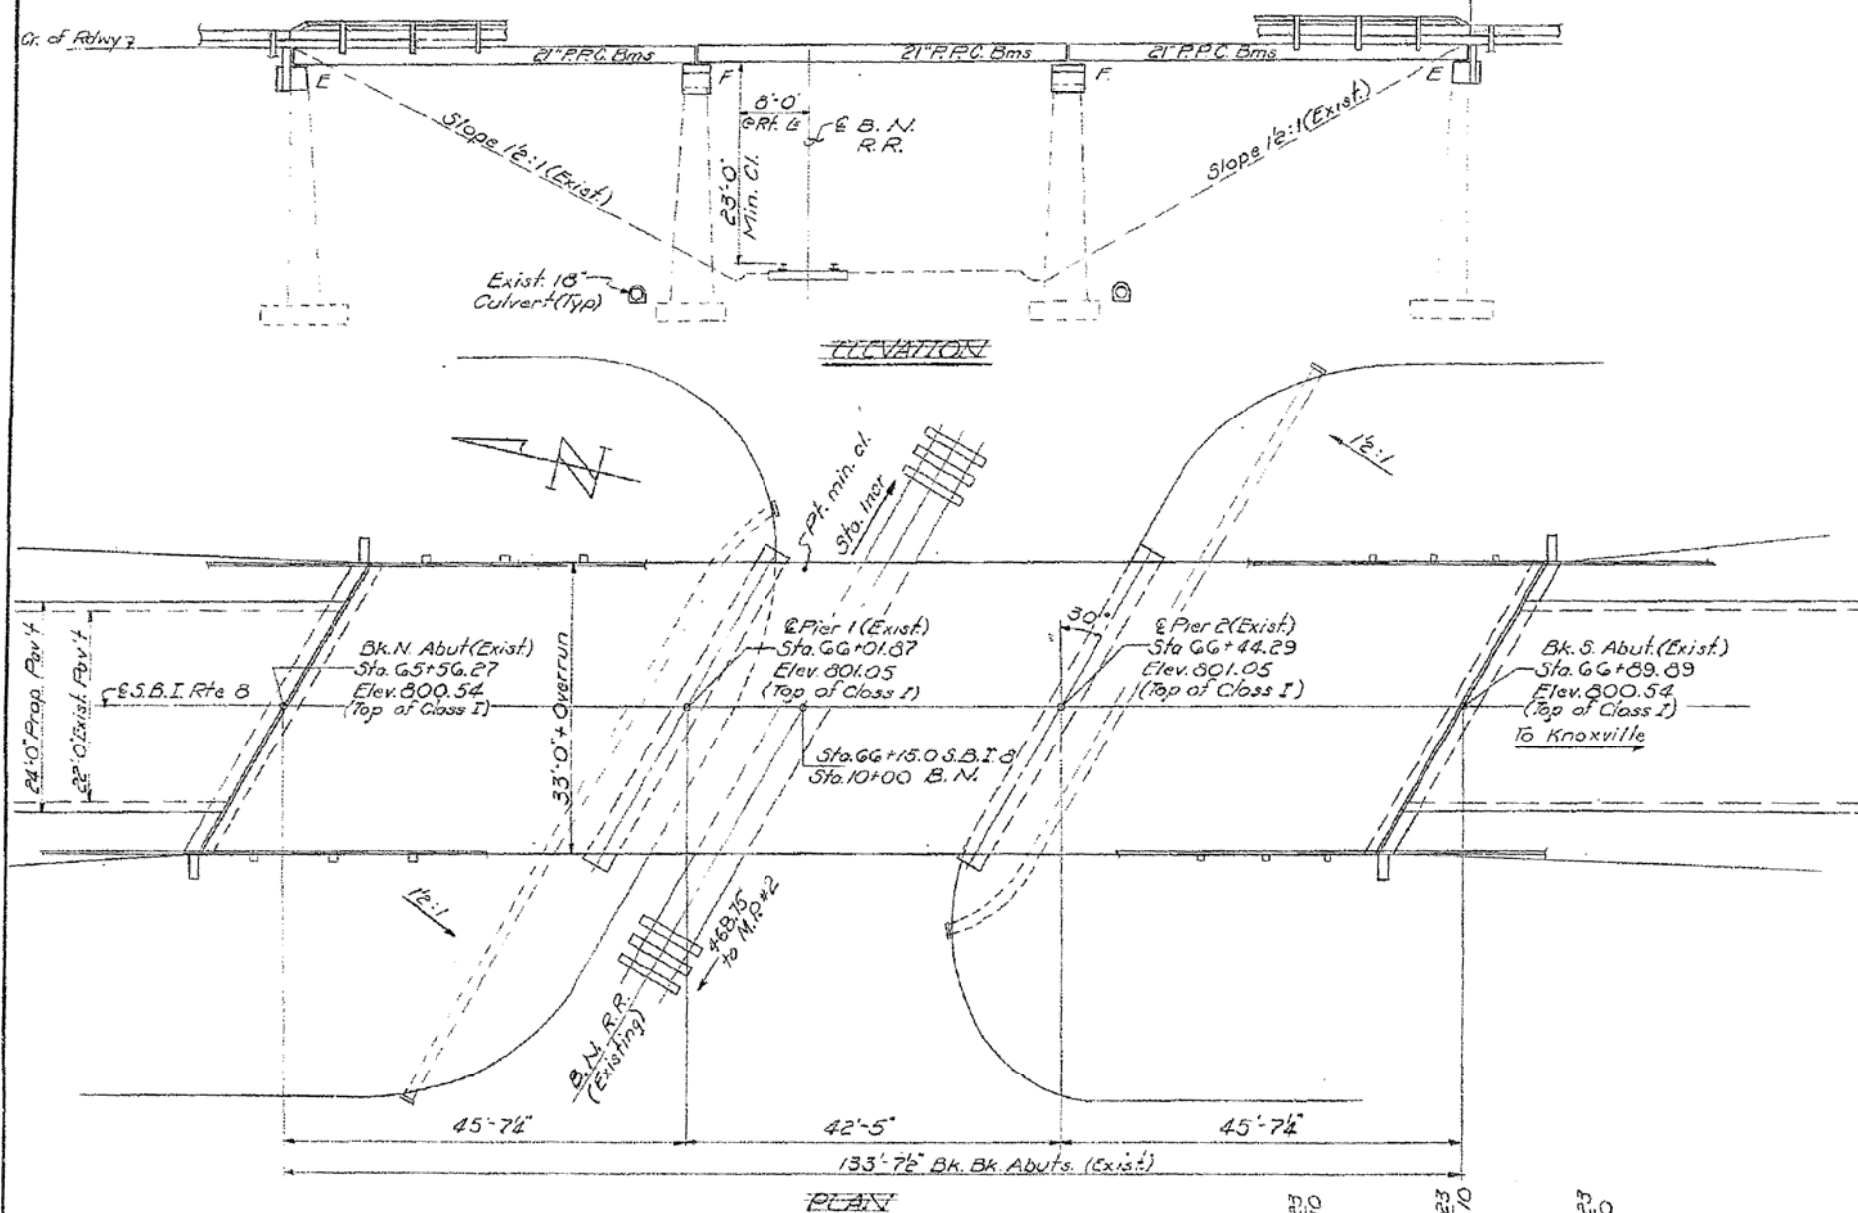 Gr. of Rdwy
21" P.P.C. Bms
21" P.P.C. Bms
21" P.P.C. Bms
E
F
F
E
8'-0"
@ Rt. Ls
℄ B.N.
R.R.
Slope 1½:1 (Exist.)
Slope 1½:1 (Exist.)
23'-0"
Min. Cl.
Exist. 18"
Culvert (Typ)
ELEVATION
N
Pt. min. cl.
Sta. Incr
1½:1
30°
Bk. N. Abut (Exist.)
Sta. 65+56.27
Elev. 800.54
(Top of Class I)
℄ Pier 1 (Exist.)
Sta. 66+01.87
Elev. 801.05
(Top of Class I)
℄ Pier 2 (Exist.)
Sta 66+44.29
Elev. 801.05
(Top of Class I)
Bk. S. Abut. (Exist.)
Sta. 66+89.89
Elev. 800.54
(Top of Class I)
To Knoxville
℄ S.B.I. Rte 8
24'-0" Prop. Pav't
22'-0" Exist. Pav't
33'-0" + Overrun
Sta. 66+15.0 S.B.I. 8
Sta. 10+00 B.N.
1½:1
468.75
to M.P. #2
B.N. R.R.
(Existing)
45'-7¼"
42'-5"
45'-7¼"
133'-7½" Bk. Bk. Abuts. (Exist.)
PLAN
23
23
10
23